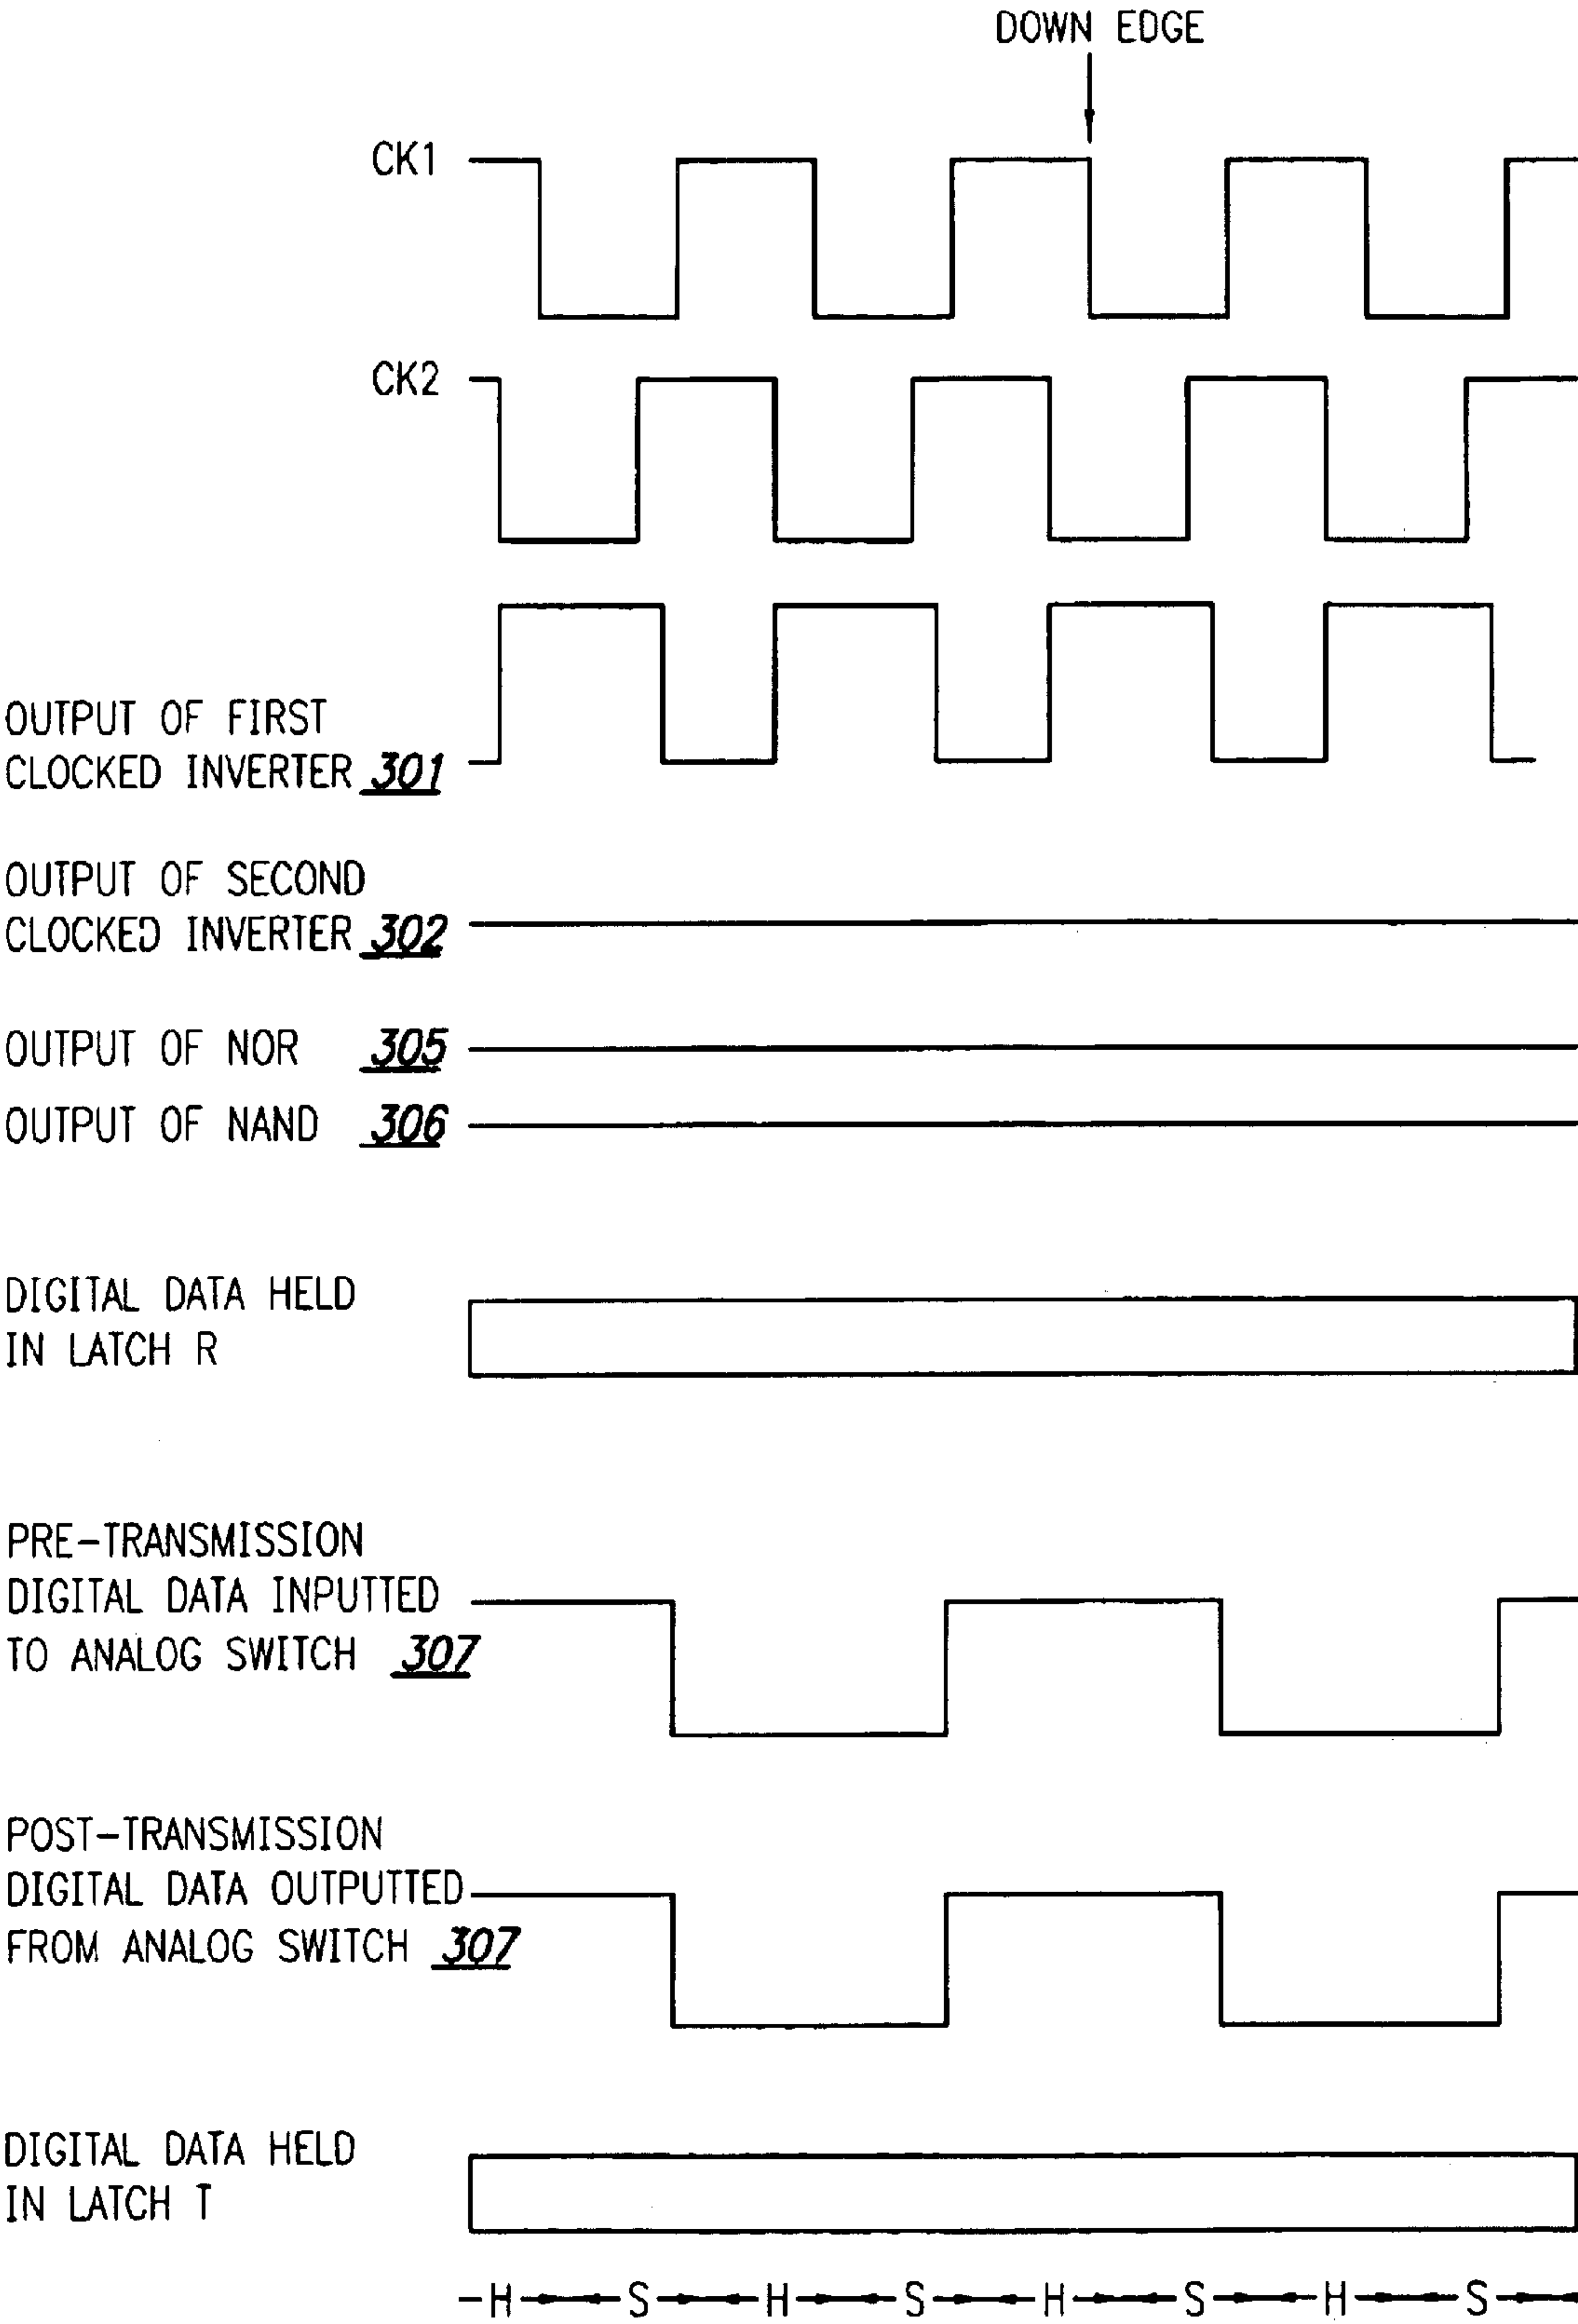 DOWN EDGE
CK1
CK2
OUTPUT OF FIRST
CLOCKED INVERTER 301
OUTPUT OF SECOND
CLOCKED INVERTER 302
OUTPUT OF NOR 305
OUTPUT OF NAND 306
DIGITAL DATA HELD
IN LATCH R
PRE-TRANSMISSION
DIGITAL DATA INPUTTED
TO ANALOG SWITCH 307
POST-TRANSMISSION
DIGITAL DATA OUTPUTTED
FROM ANALOG SWITCH 307
DIGITAL DATA HELD
IN LATCH T
H S H S H S H S